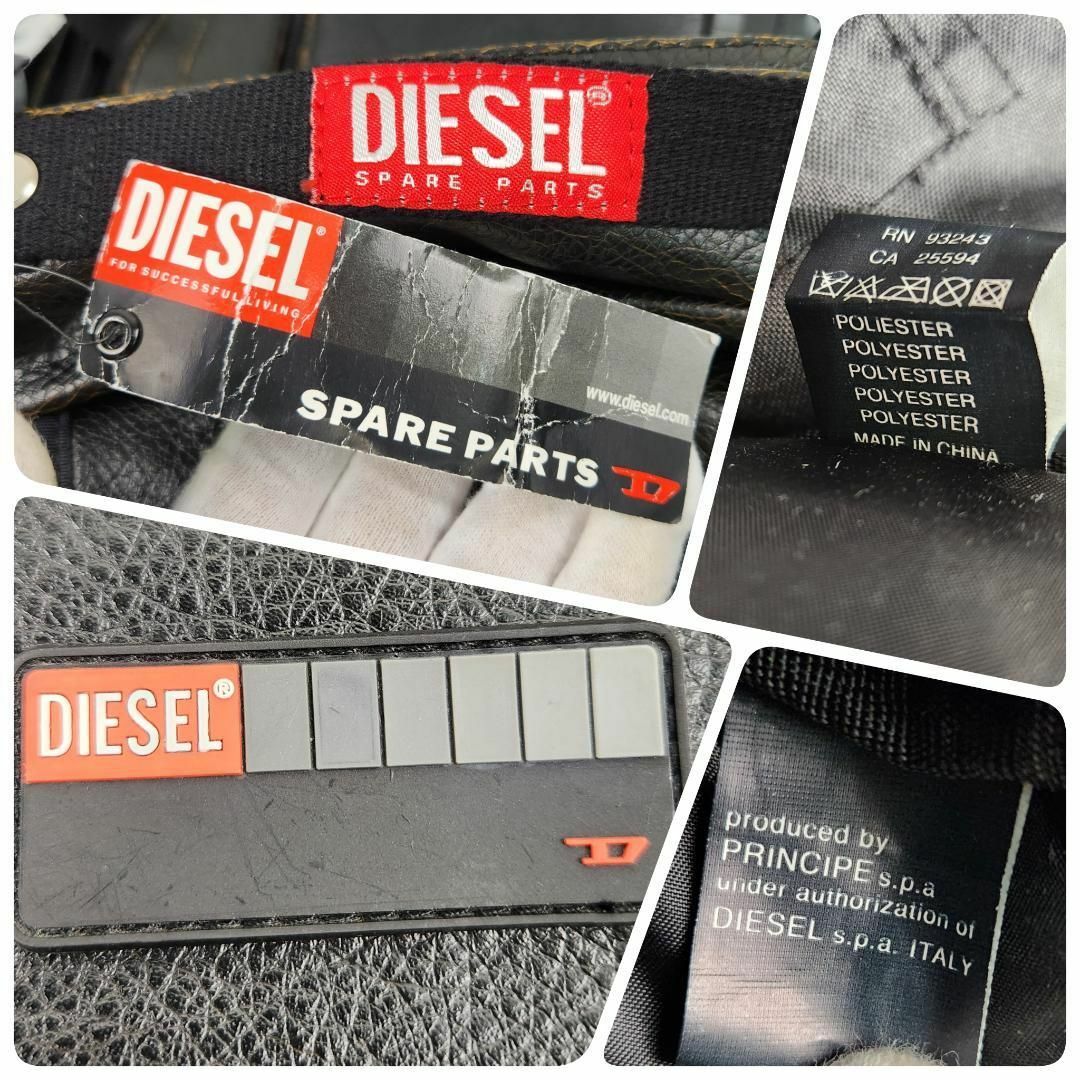 DIESEL®
SPARE PARTS
DIESEL®
FOR SUCCESSFUL LIVING
www.diesel.com
SPARE PARTS D
RN 93243
CA 25594
POLIESTER
POLYESTER
POLYESTER
POLYESTER
POLYESTER
MADE IN CHINA
DIESEL®
D
produced by
PRINCIPE s.p.a
under authorization of
DIESEL s.p.a. ITALY